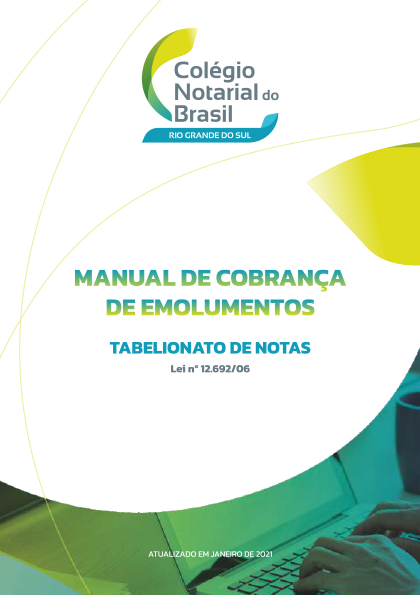 Colégio
Notarial do
Brasil
RIO GRANDE DO SUL
MANUAL DE COBRANÇA
DE EMOLUMENTOS
TABELIONATO DE NOTAS
Lei nº 12.692/06
ATUALIZADO EM JANEIRO DE 2021